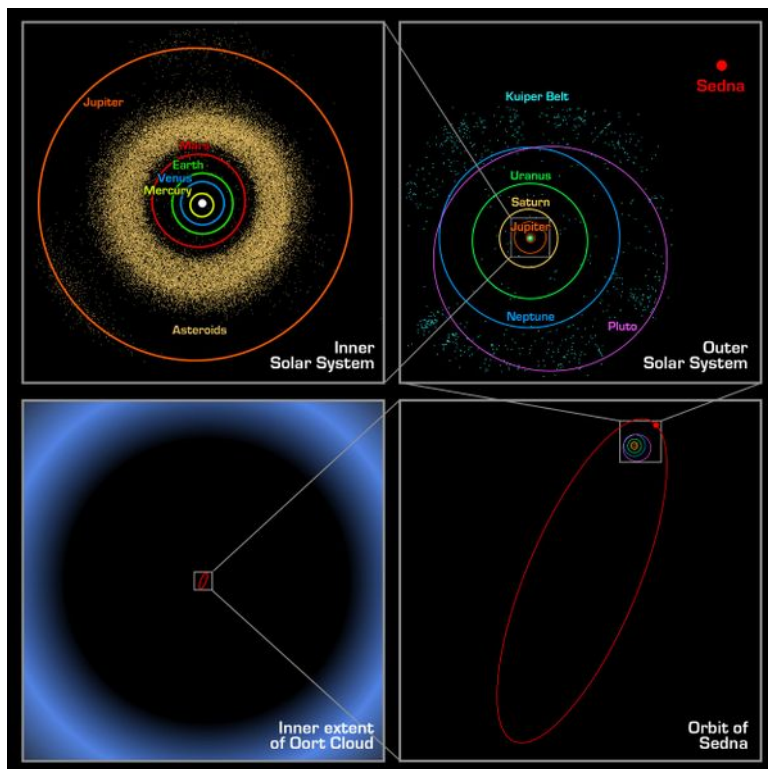 Jupiter
Mars
Earth
Venus
Mercury
Asteroids
Inner
Solar System
Sedna
Kuiper Belt
Uranus
Saturn
Jupiter
Neptune
Pluto
Outer
Solar System
Inner extent
of Oort Cloud
Orbit of
Sedna